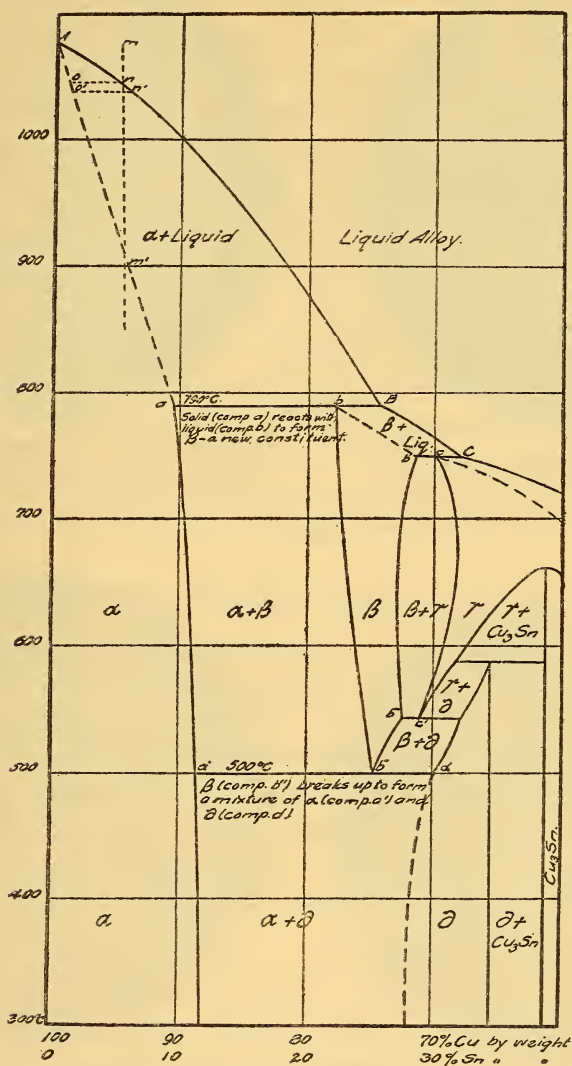 A
m
o
n
o'
n'
1000
α+Liquid
Liquid Alloy.
900
m'
800
a
790°C.
b
B
Solid (comp a) reacts with
liquid (comp b) to form
β-a new constituent.
β+
Liq.
B'
c
C
700
α
α+β
β
β+γ
γ
γ+
Cu₃Sn
600
γ+
∂
b"
c'
β+∂
500
a'
500°C
b'
d
β (comp. b') breaks up to form
a mixture of α (comp. a') and
∂ (comp. d)
Cu₃Sn.
400
α
α+∂
∂
∂+
Cu₃Sn
300°C
100
90
80
70% Cu by weight
0
10
20
30% Sn " "